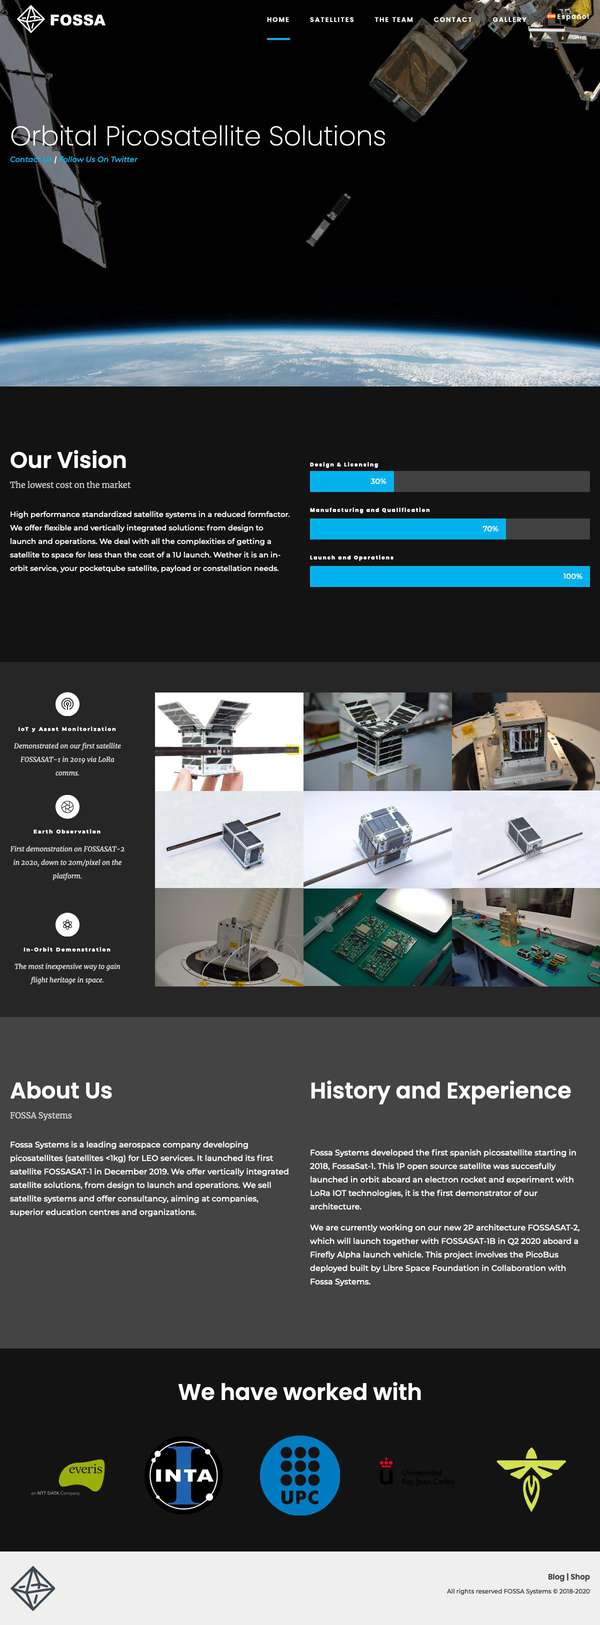 FOSSA
HOME
SATELLITES
THE TEAM
CONTACT
GALLERY
Español
Orbital Picosatellite Solutions
Contact Us | Follow Us On Twitter
Our Vision
The lowest cost on the market
High performance standardized satellite systems in a reduced formfactor.
We offer flexible and vertically integrated solutions: from design to
launch and operations. We deal with all the complexities of getting a
satellite to space for less than the cost of a 1U launch. Wether it is an in-
orbit service, your pocketqube satellite, payload or constellation needs.
Design & Licensing
30%
Manufacturing and Qualification
70%
Launch and Operations
100%
IoT y Asset Monitorization
Demonstrated on our first satellite
FOSSASAT-1 in 2019 via LoRa
comms.
Earth Observation
First demonstration on FOSSASAT-2
in 2020, down to 20m/pixel on the
platform.
In-Orbit Demonstration
The most inexpensive way to gain
flight heritage in space.
About Us
FOSSA Systems
Fossa Systems is a leading aerospace company developing
picosatellites (satellites <1kg) for LEO services. It launched its first
satellite FOSSASAT-1 in December 2019. We offer vertically integrated
satellite solutions, from design to launch and operations. We sell
satellite systems and offer consultancy, aiming at companies,
superior education centres and organizations.
History and Experience
Fossa Systems developed the first spanish picosatellite starting in
2018, FossaSat-1. This 1P open source satellite was succesfully
launched in orbit aboard an electron rocket and experiment with
LoRa IOT technologies, it is the first demonstrator of our
architecture.
We are currently working on our new 2P architecture FOSSASAT-2,
which will launch together with FOSSASAT-1B in Q2 2020 aboard a
Firefly Alpha launch vehicle. This project involves the PicoBus
deployed built by Libre Space Foundation in Collaboration with
Fossa Systems.
We have worked with
everis
an NTT DATA Company
INTA
UPC
Universidad
Rey Juan Carlos
Blog | Shop
All rights reserved FOSSA Systems © 2018-2020